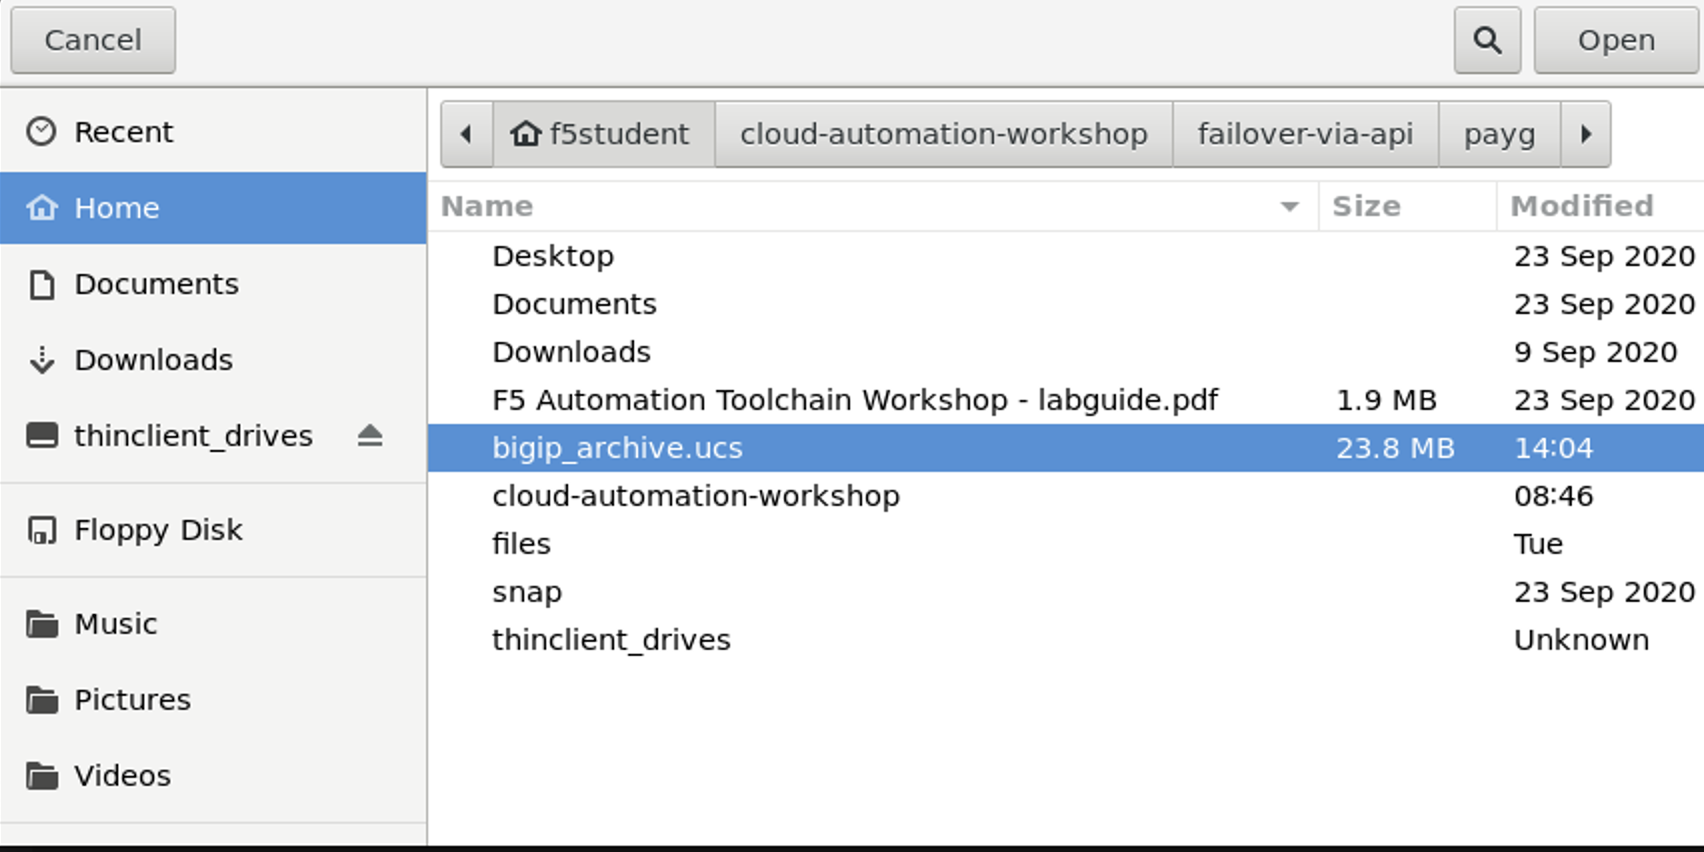 Cancel Open
Recent
Home
Documents
Downloads
thinclient_drives
Floppy Disk
Music
Pictures
Videos
f5student cloud-automation-workshop failover-via-api payg
Name Size Modified
Desktop 23 Sep 2020
Documents 23 Sep 2020
Downloads 9 Sep 2020
F5 Automation Toolchain Workshop - labguide.pdf 1.9 MB 23 Sep 2020
bigip_archive.ucs 23.8 MB 14:04
cloud-automation-workshop 08:46
files Tue
snap 23 Sep 2020
thinclient_drives Unknown